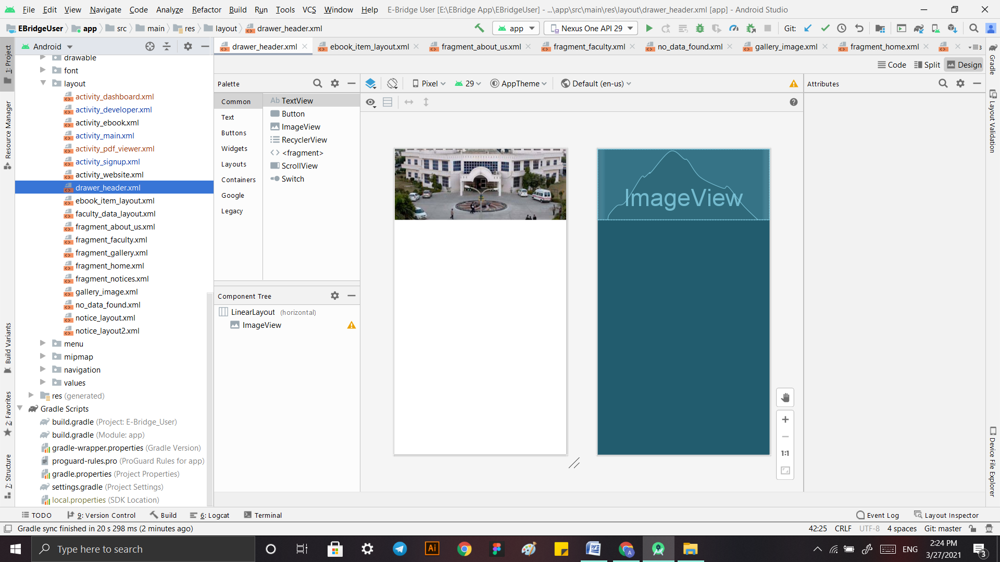 File Edit View Navigate Code Analyze Refactor Build Run Tools VCS Window Help E-Bridge User [E:\EBridge App\EBridgeUser] - ...\app\src\main\res\layout\drawer_header.xml [app] - Android Studio
EBridgeUser app src main res layout drawer_header.xml app Nexus One API 29 Git:
Android
drawer_header.xml ebook_item_layout.xml fragment_about_us.xml fragment_faculty.xml no_data_found.xml gallery_image.xml fragment_home.xml 3
Code Split Design
1: Project
Resource Manager
Build Variants
2: Favorites
7: Structure
drawable
font
layout
activity_dashboard.xml
activity_developer.xml
activity_ebook.xml
activity_main.xml
activity_pdf_viewer.xml
activity_signup.xml
activity_website.xml
drawer_header.xml
ebook_item_layout.xml
faculty_data_layout.xml
fragment_about_us.xml
fragment_faculty.xml
fragment_gallery.xml
fragment_home.xml
fragment_notices.xml
gallery_image.xml
no_data_found.xml
notice_layout.xml
notice_layout2.xml
menu
mipmap
navigation
values
res (generated)
Gradle Scripts
build.gradle (Project: E-Bridge_User)
build.gradle (Module: app)
gradle-wrapper.properties (Gradle Version)
proguard-rules.pro (ProGuard Rules for app)
gradle.properties (Project Properties)
settings.gradle (Project Settings)
local.properties (SDK Location)
Palette
Common
Text
Buttons
Widgets
Layouts
Containers
Google
Legacy
Ab TextView
Button
ImageView
RecyclerView
<fragment>
ScrollView
Switch
Component Tree
LinearLayout (horizontal)
ImageView
Pixel 29 AppTheme Default (en-us)
ImageView
1:1
Attributes
Gradle
Layout Validation
Device File Explorer
TODO 9: Version Control Build 6: Logcat Terminal Event Log Layout Inspector
Gradle sync finished in 20 s 298 ms (2 minutes ago) 42:25 CRLF UTF-8 4 spaces Git: master
Type here to search Ai W A ENG 2:24 PM
3/27/2021 3